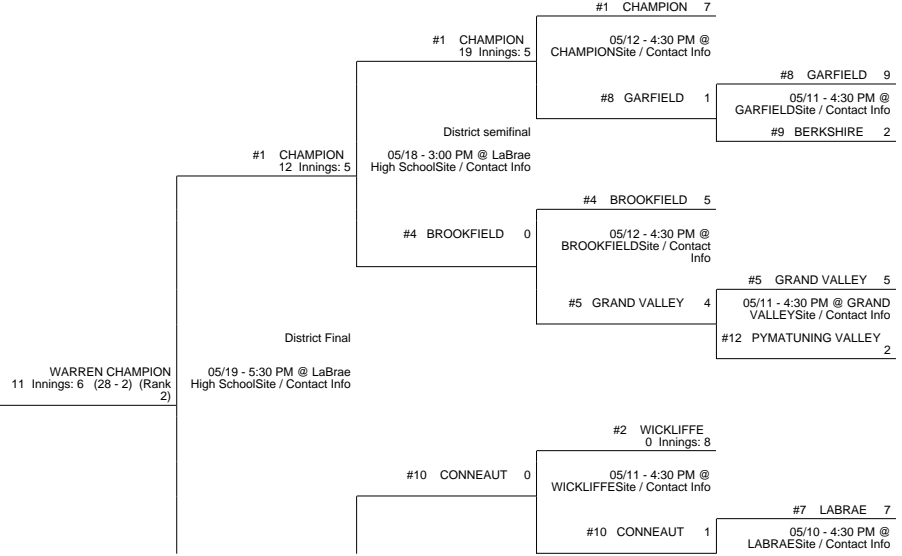 #1 CHAMPION 7
#1 CHAMPION
19 Innings: 5
05/12 - 4:30 PM @
CHAMPIONSite / Contact Info
#8 GARFIELD 9
#8 GARFIELD 1
05/11 - 4:30 PM @
GARFIELDSite / Contact Info
#9 BERKSHIRE 2
District semifinal
#1 CHAMPION
12 Innings: 5
05/18 - 3:00 PM @ LaBrae
High SchoolSite / Contact Info
#4 BROOKFIELD 5
#4 BROOKFIELD 0
05/12 - 4:30 PM @
BROOKFIELDSite / Contact
Info
#5 GRAND VALLEY 5
#5 GRAND VALLEY 4
05/11 - 4:30 PM @ GRAND
VALLEYSite / Contact Info
#12 PYMATUNING VALLEY
2
District Final
WARREN CHAMPION
11 Innings: 6 (28 - 2) (Rank
2)
05/19 - 5:30 PM @ LaBrae
High SchoolSite / Contact Info
#2 WICKLIFFE
0 Innings: 8
#10 CONNEAUT 0
05/11 - 4:30 PM @
WICKLIFFESite / Contact Info
#7 LABRAE 7
#10 CONNEAUT 1
05/10 - 4:30 PM @
LABRAESite / Contact Info